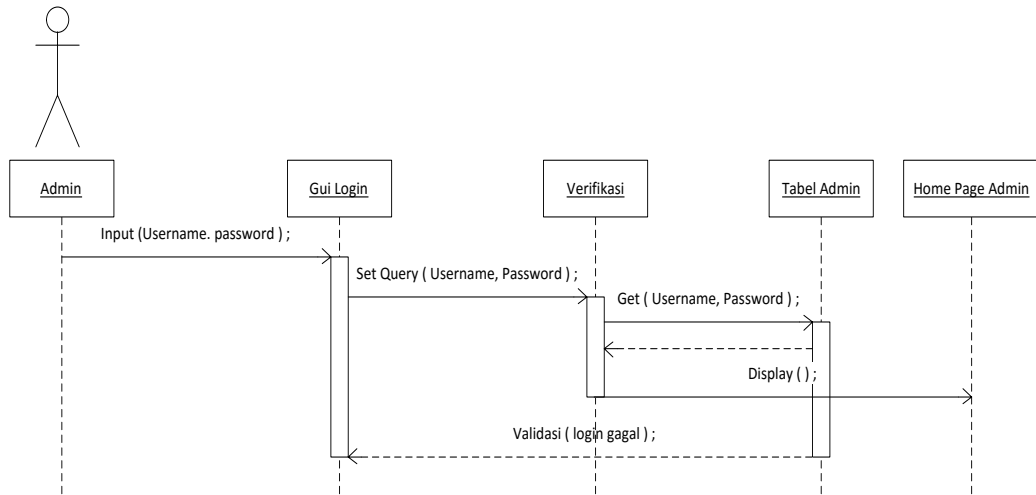 Admin
Gui Login
Verifikasi
Tabel Admin
Home Page Admin
Input (Username. password ) ;
Set Query ( Username, Password ) ;
Get ( Username, Password ) ;
Display ( ) ;
Validasi ( login gagal ) ;